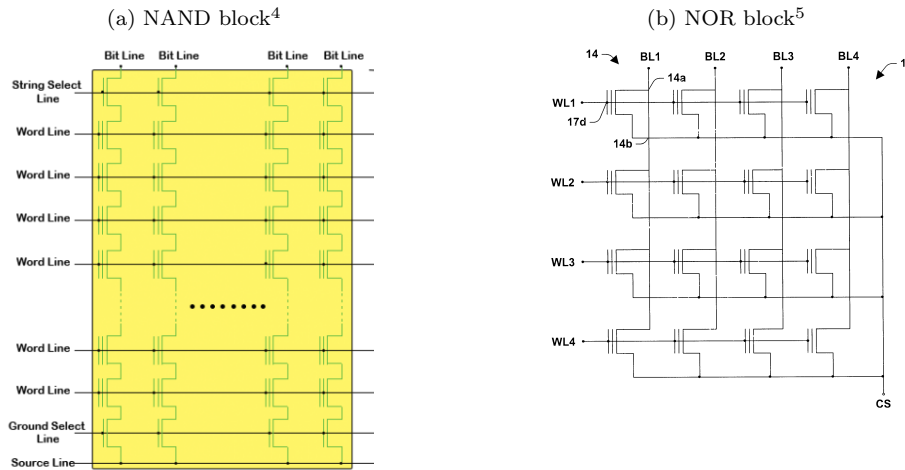 (a) NAND block4
(b) NOR block5
Bit Line Bit Line Bit Line Bit Line
String Select
Line
Word Line
Word Line
Word Line
Word Line
Word Line
Word Line
Ground Select
Line
Source Line
14 BL1 BL2 BL3 BL4
1
14a
WL1
17d
14b
WL2
WL3
WL4
CS